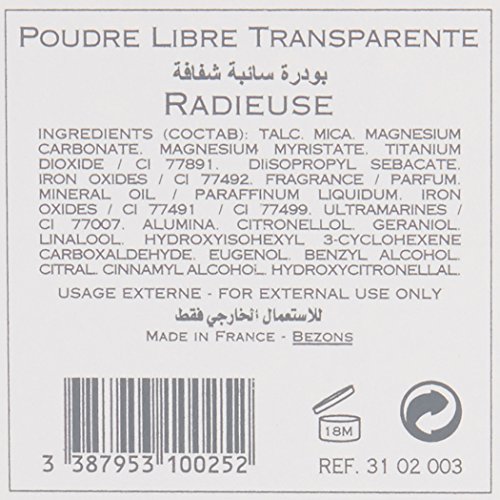 POUDRE LIBRE TRANSPARENTE
بودرة سائبة شفافة
RADIEUSE
INGREDIENTS (COCTAB): TALC. MICA. MAGNESIUM
CARBONATE. MAGNESIUM MYRISTATE. TITANIUM
DIOXIDE / CI 77891. DIISOPROPYL SEBACATE.
IRON OXIDES / CI 77492. FRAGRANCE / PARFUM.
MINERAL OIL / PARAFFINUM LIQUIDUM. IRON
OXIDES / CI 77491 / CI 77499. ULTRAMARINES /
CI 77007. ALUMINA. CITRONELLOL. GERANIOL.
LINALOOL. HYDROXYISOHEXYL 3-CYCLOHEXENE
CARBOXALDEHYDE. EUGENOL. BENZYL ALCOHOL.
CITRAL. CINNAMYL ALCOHOL. HYDROXYCITRONELLAL.
USAGE EXTERNE - FOR EXTERNAL USE ONLY
للاستعمال الخارجي فقط
MADE IN FRANCE - BEZONS
18M
3 387953 100252
REF. 31 02 003